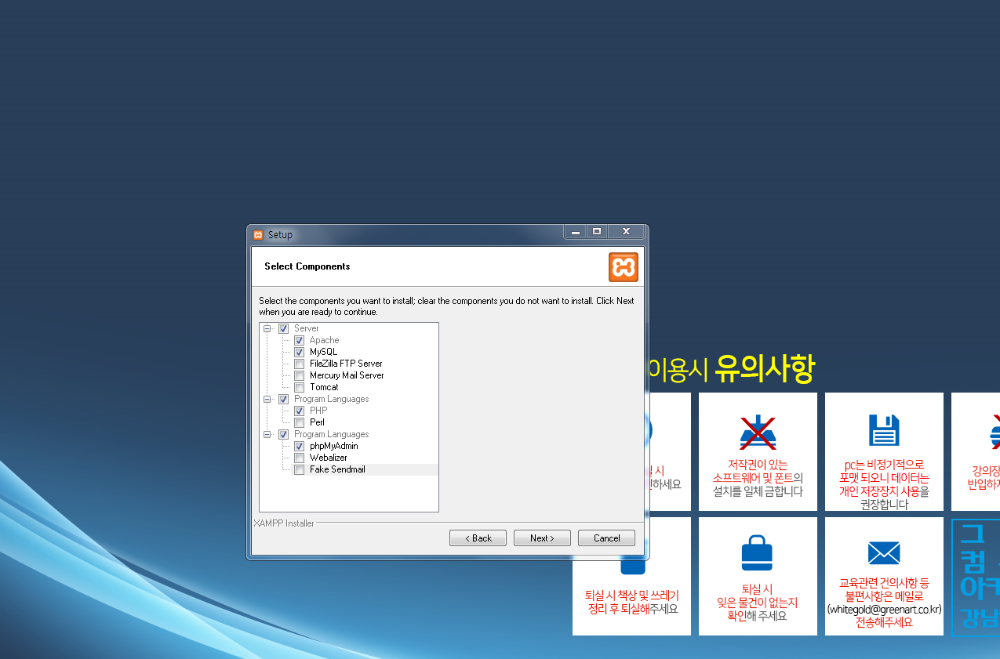 Setup
Select Components
Select the components you want to install; clear the components you do not want to install. Click Next
when you are ready to continue.
Server
Apache
MySQL
FileZilla FTP Server
Mercury Mail Server
Tomcat
Program Languages
PHP
Perl
Program Languages
phpMyAdmin
Webalizer
Fake Sendmail
XAMPP Installer
< Back
Next >
Cancel
이용시 유의사항
시
하세요
저작권이 있는
소프트웨어 및 폰트의
설치를 일체 금합니다
pc는 비정기적으로
포맷 되오니 데이터는
개인 저장장치 사용을
권장합니다
강의장
반입하지
퇴실 시 책상 및 쓰레기
정리 후 퇴실해주세요
퇴실 시
잊은 물건이 없는지
확인해 주세요
교육관련 건의사항 등
불편사항은 메일로
(whitegold@greenart.co.kr)
전송해주세요
그
컴
아카
강남